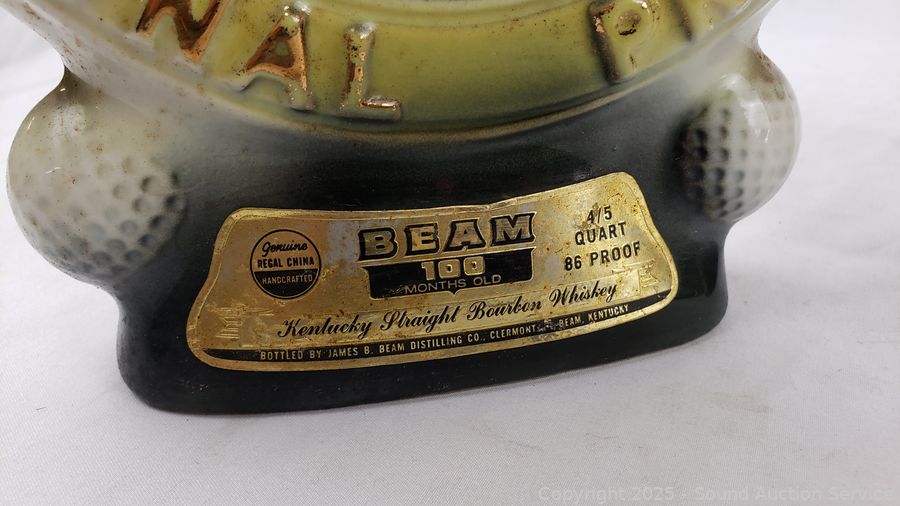 NAL PR
Genuine
REGAL CHINA
HANDCRAFTED
BEAM
100
MONTHS OLD
4/5
QUART
86 PROOF
Kentucky Straight Bourbon Whiskey
BOTTLED BY JAMES B. BEAM DISTILLING CO., CLERMONT, BEAM, KENTUCKY
Copyright 2025 - Sound Auction Service